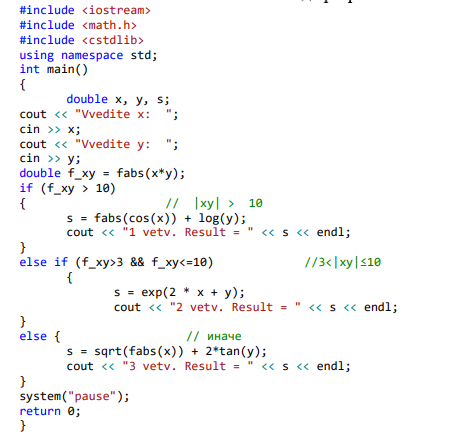 #include <iostream>
#include <math.h>
#include <cstdlib>
using namespace std;
int main()
{
double x, y, s;
cout << "Vvedite x:  ";
cin >> x;
cout << "Vvedite y:  ";
cin >> y;
double f_xy = fabs(x*y);
if (f_xy > 10)
{ // |xy| > 10
s = fabs(cos(x)) + log(y);
cout << "1 vetv. Result = " << s << endl;
}
else if (f_xy>3 && f_xy<=10) //3<|xy|≤10
{
s = exp(2 * x + y);
cout << "2 vetv. Result = " << s << endl;
}
else { // иначе
s = sqrt(fabs(x)) + 2*tan(y);
cout << "3 vetv. Result = " << s << endl;
}
system("pause");
return 0;
}